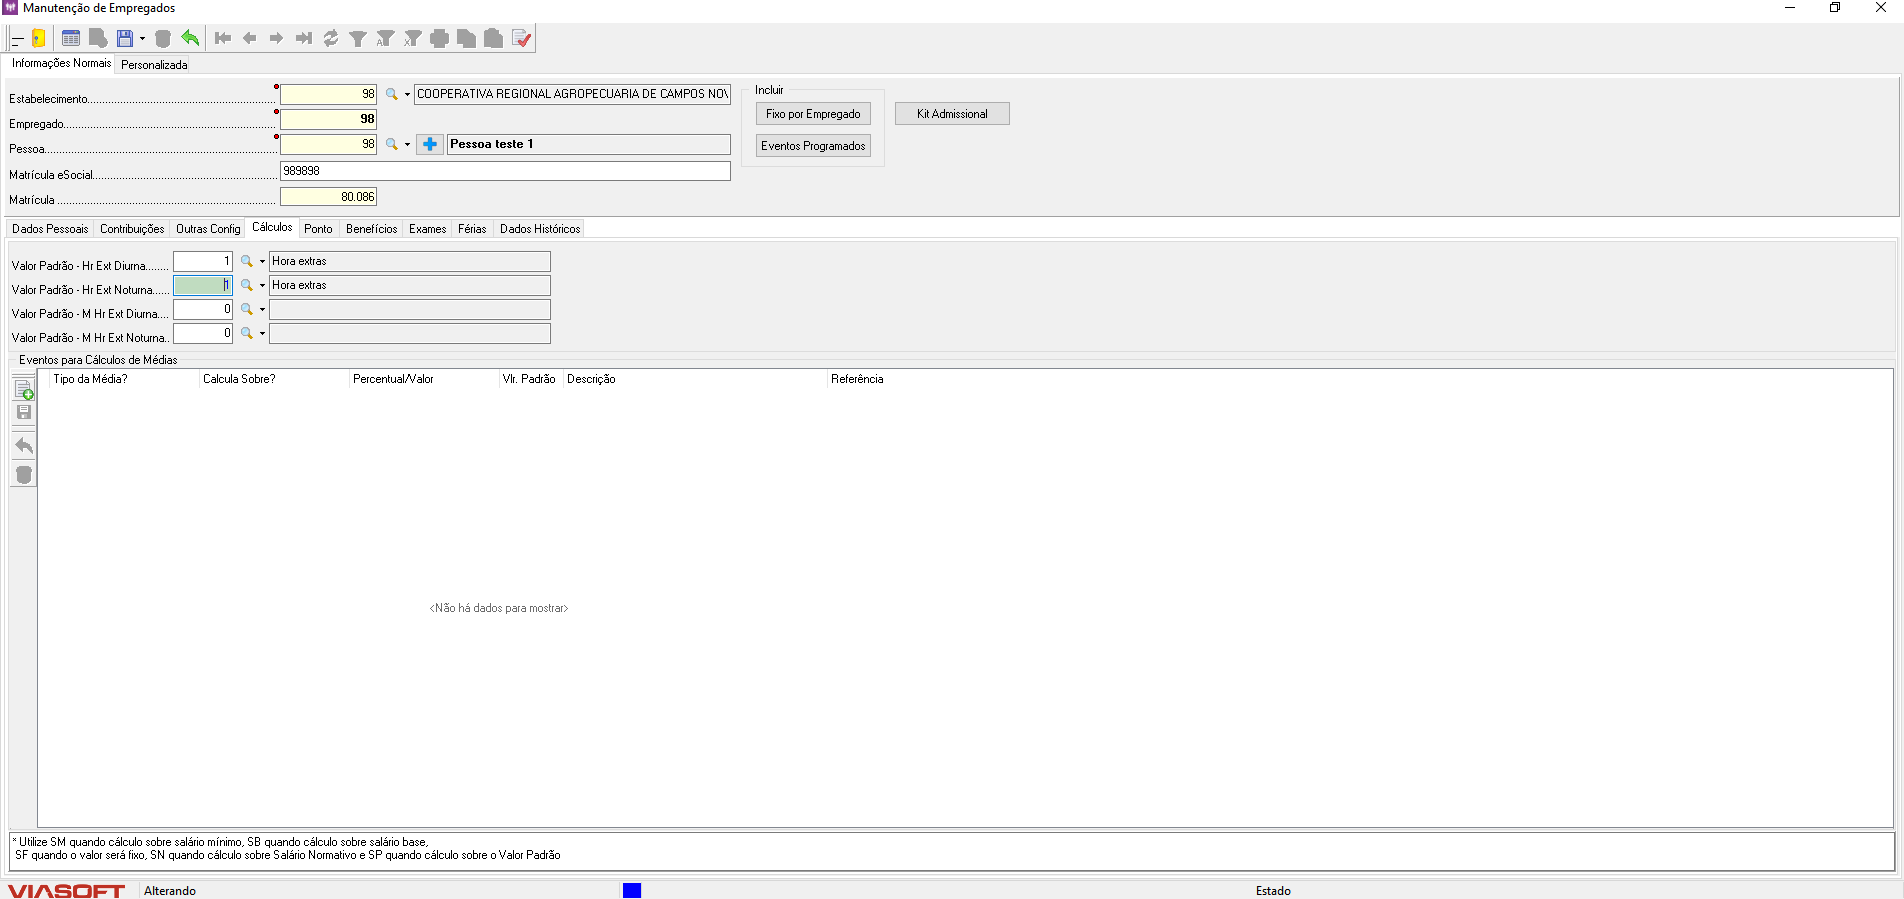 Manutenção de Empregados
Informações Normais Personalizada
Estabelecimento 98 COOPERATIVA REGIONAL AGROPECUARIA DE CAMPOS NOV
Empregado 98
Pessoa 98 Pessoa teste 1
Matrícula eSocial 989898
Matrícula 80.086
Incluir
Fixo por Empregado
Eventos Programados
Kit Admissional
Dados Pessoais Contribuições Outras Config Cálculos Ponto Benefícios Exames Férias Dados Históricos
Valor Padrão - Hr Ext Diurna........ 1 Hora extras
Valor Padrão - Hr Ext Noturna...... 1 Hora extras
Valor Padrão - M Hr Ext Diurna.... 0
Valor Padrão - M Hr Ext Noturna.. 0
Eventos para Cálculos de Médias
Tipo da Média? Calcula Sobre? Percentual/Valor Vlr. Padrão Descrição Referência
<Não há dados para mostrar>
* Utilize SM quando cálculo sobre salário mínimo, SB quando cálculo sobre salário base,
SF quando o valor será fixo, SN quando cálculo sobre Salário Normativo e SP quando cálculo sobre o Valor Padrão
VIASOFT Alterando Estado